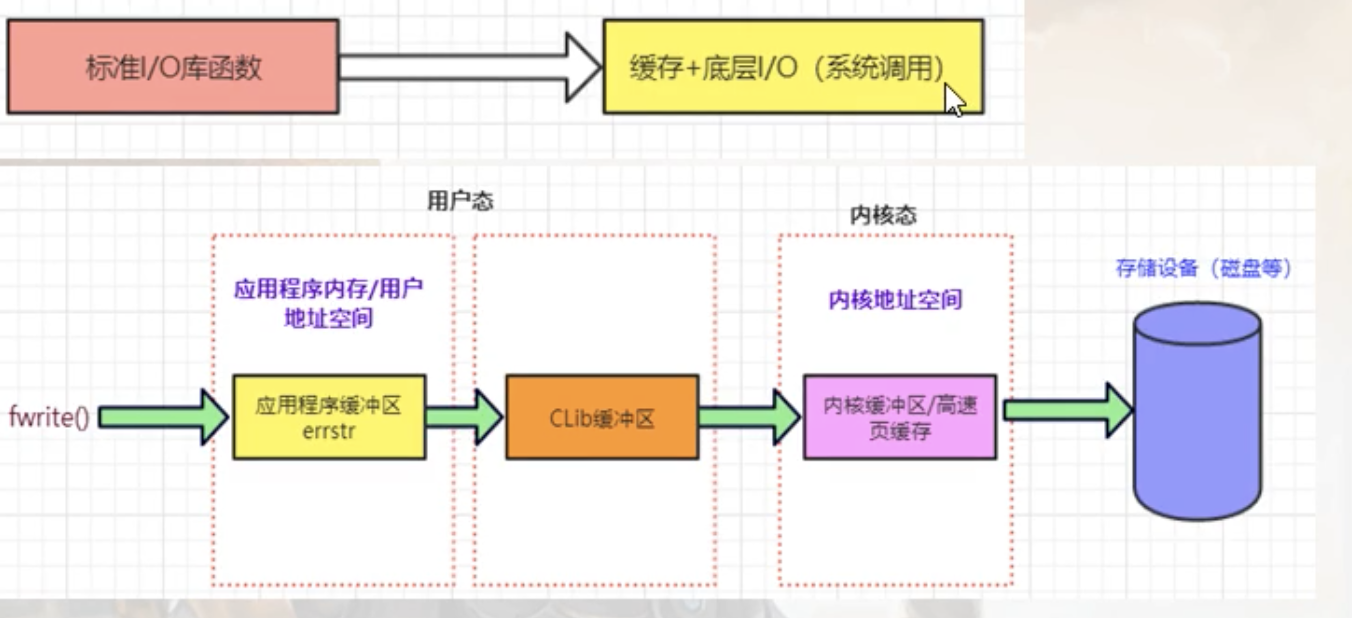 标准I/O库函数
缓存+底层I/O（系统调用）
用户态
内核态
应用程序内存/用户
地址空间
内核地址空间
存储设备（磁盘等）
fwrite()
应用程序缓冲区
errstr
CLib缓冲区
内核缓冲区/高速
页缓存